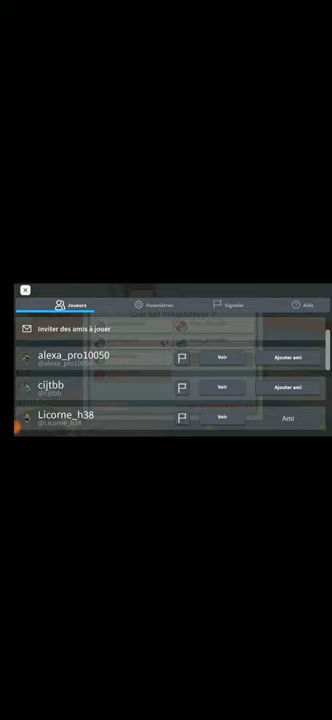 Joueurs Paramètres Signaler Aide
Inviter des amis à jouer
alexa_pro10050 Voir Ajouter ami
@alexa_pro10050
cijtbb Voir Ajouter ami
@cijtbb
Licorne_h38 Voir Ami
@Licorne_h38